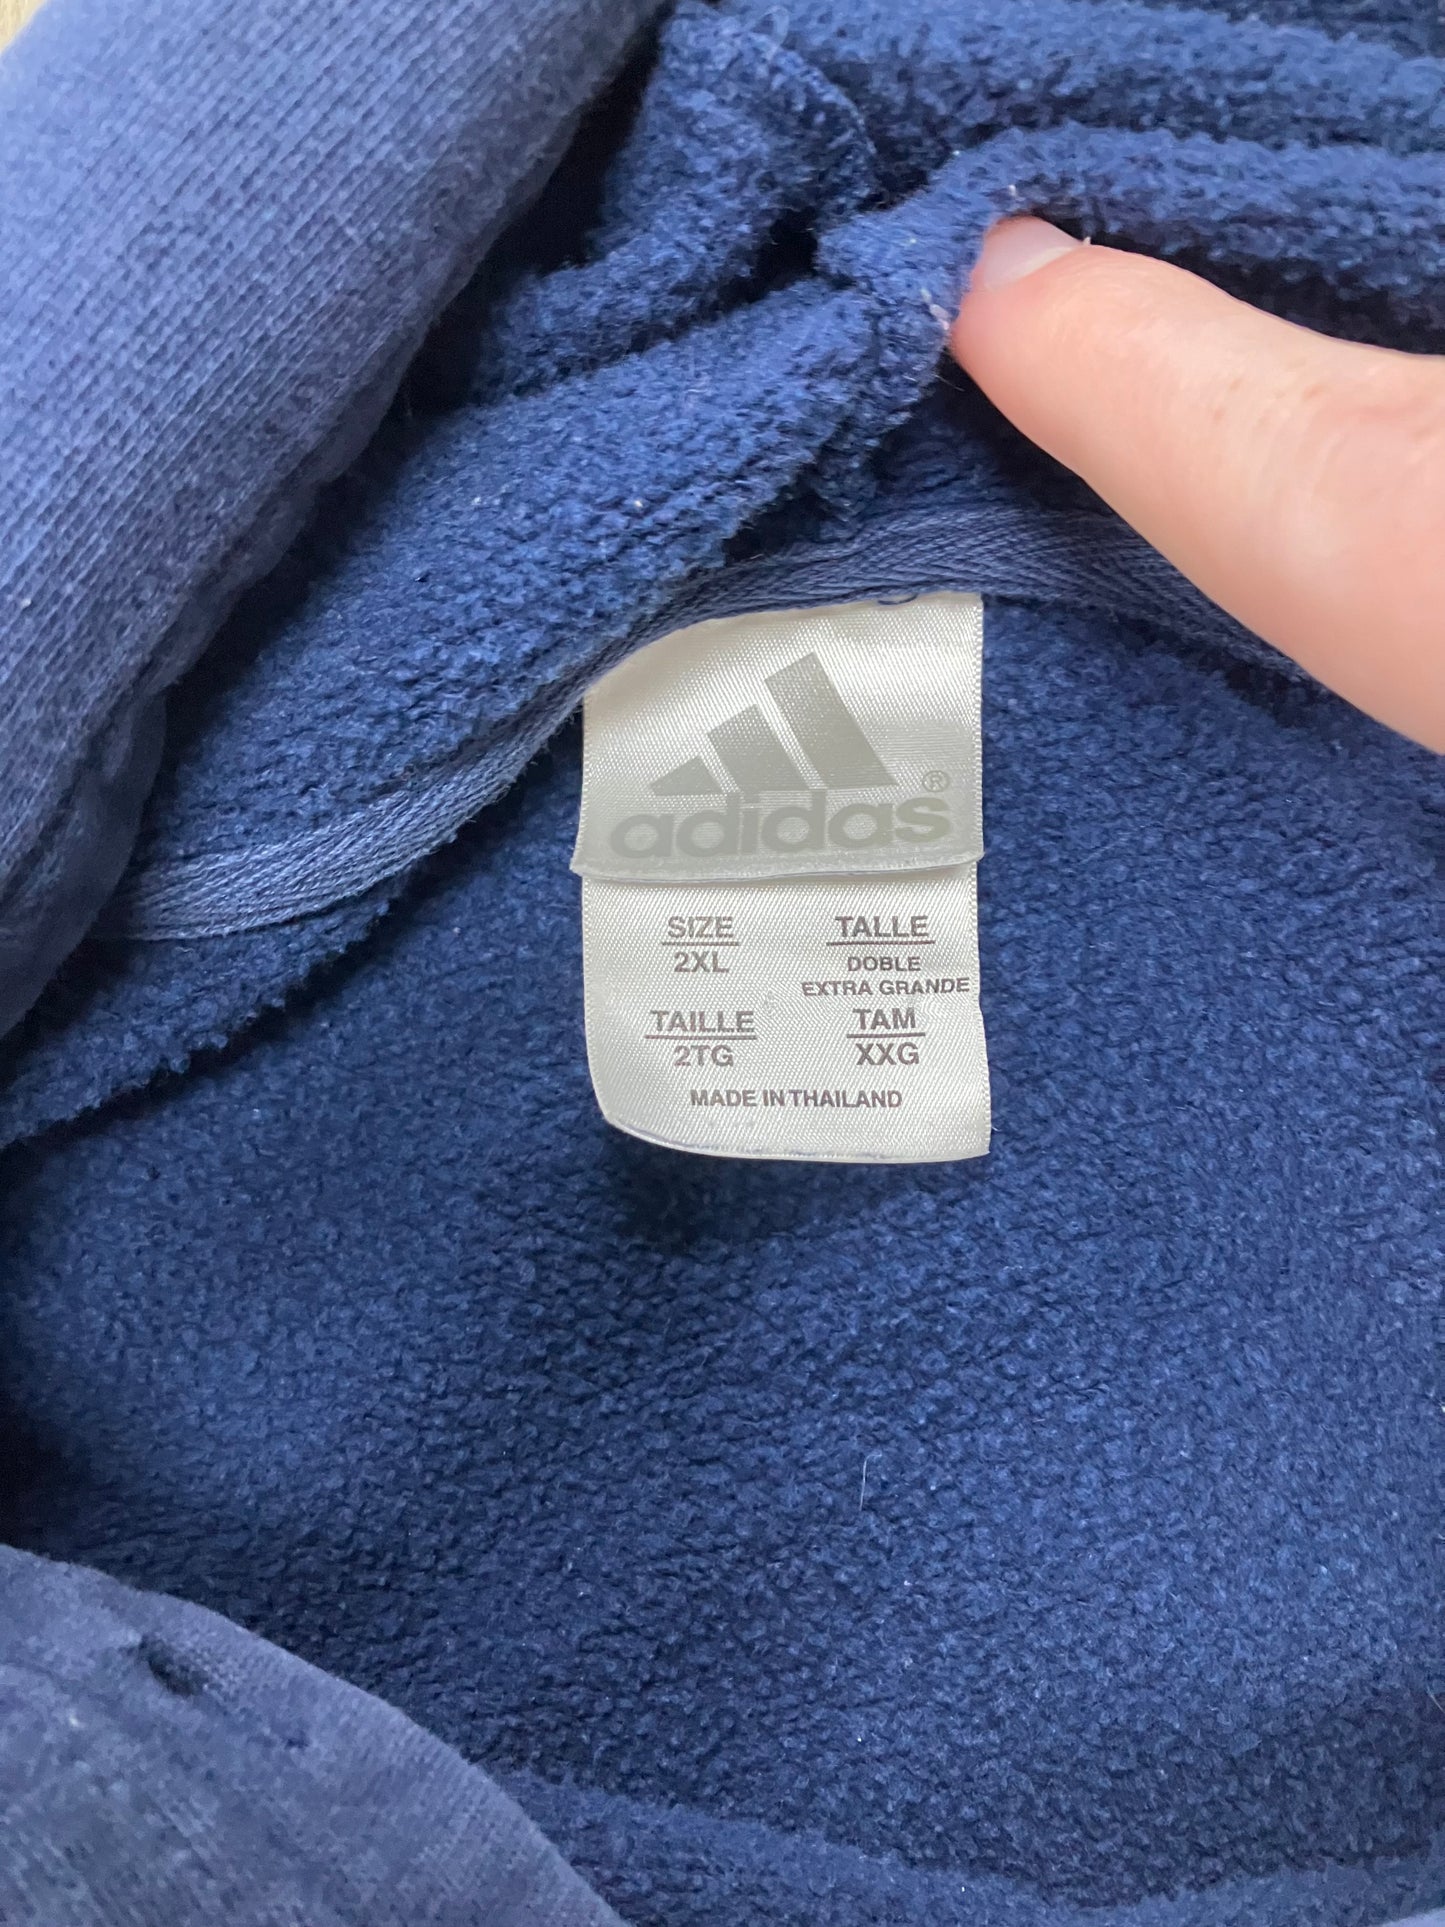 adidas®
SIZE
2XL
TALLE
DOBLE
EXTRA GRANDE
TAILLE
2TG
TAM
XXG
MADE IN THAILAND